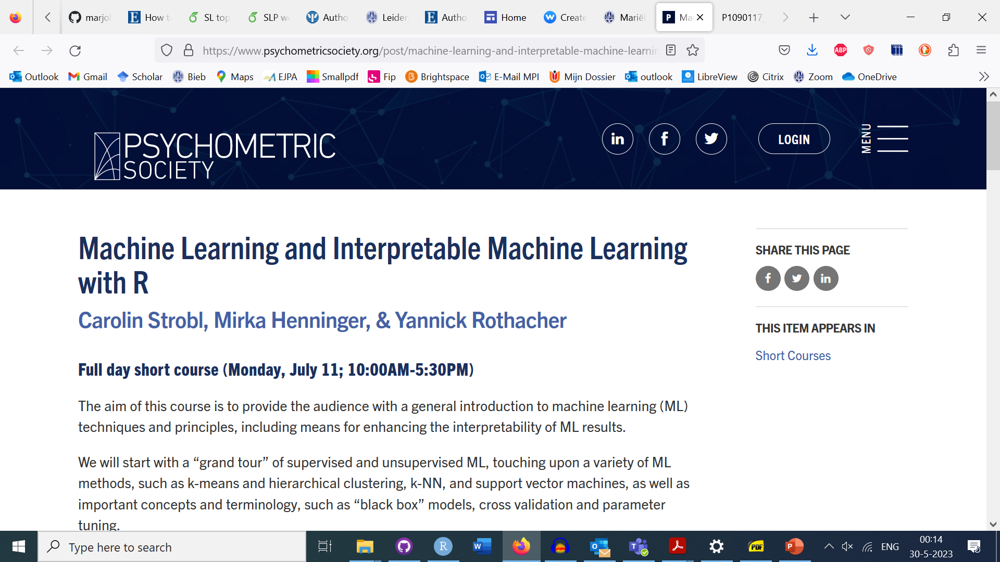 marjol
How t
SL top
SLP w
Autho
Leiden
Autho
Home
Create
Mariël
Ma
P1090117_
https://www.psychometricsociety.org/post/machine-learning-and-interpretable-machine-learnin
ABP
Outlook
Gmail
Scholar
Bieb
Maps
EJPA
Smallpdf
Fip
Brightspace
E-Mail MPI
Mijn Dossier
outlook
LibreView
Citrix
Zoom
OneDrive
PSYCHOMETRIC
SOCIETY
LOGIN
MENU
Machine Learning and Interpretable Machine Learning
with R
Carolin Strobl, Mirka Henninger, & Yannick Rothacher
Full day short course (Monday, July 11; 10:00AM-5:30PM)
The aim of this course is to provide the audience with a general introduction to machine learning (ML)
techniques and principles, including means for enhancing the interpretability of ML results.
We will start with a “grand tour” of supervised and unsupervised ML, touching upon a variety of ML
methods, such as k-means and hierarchical clustering, k-NN, and support vector machines, as well as
important concepts and terminology, such as “black box” models, cross validation and parameter
tuning.
SHARE THIS PAGE
THIS ITEM APPEARS IN
Short Courses
Type here to search
PDF
ENG
00:14
30-5-2023